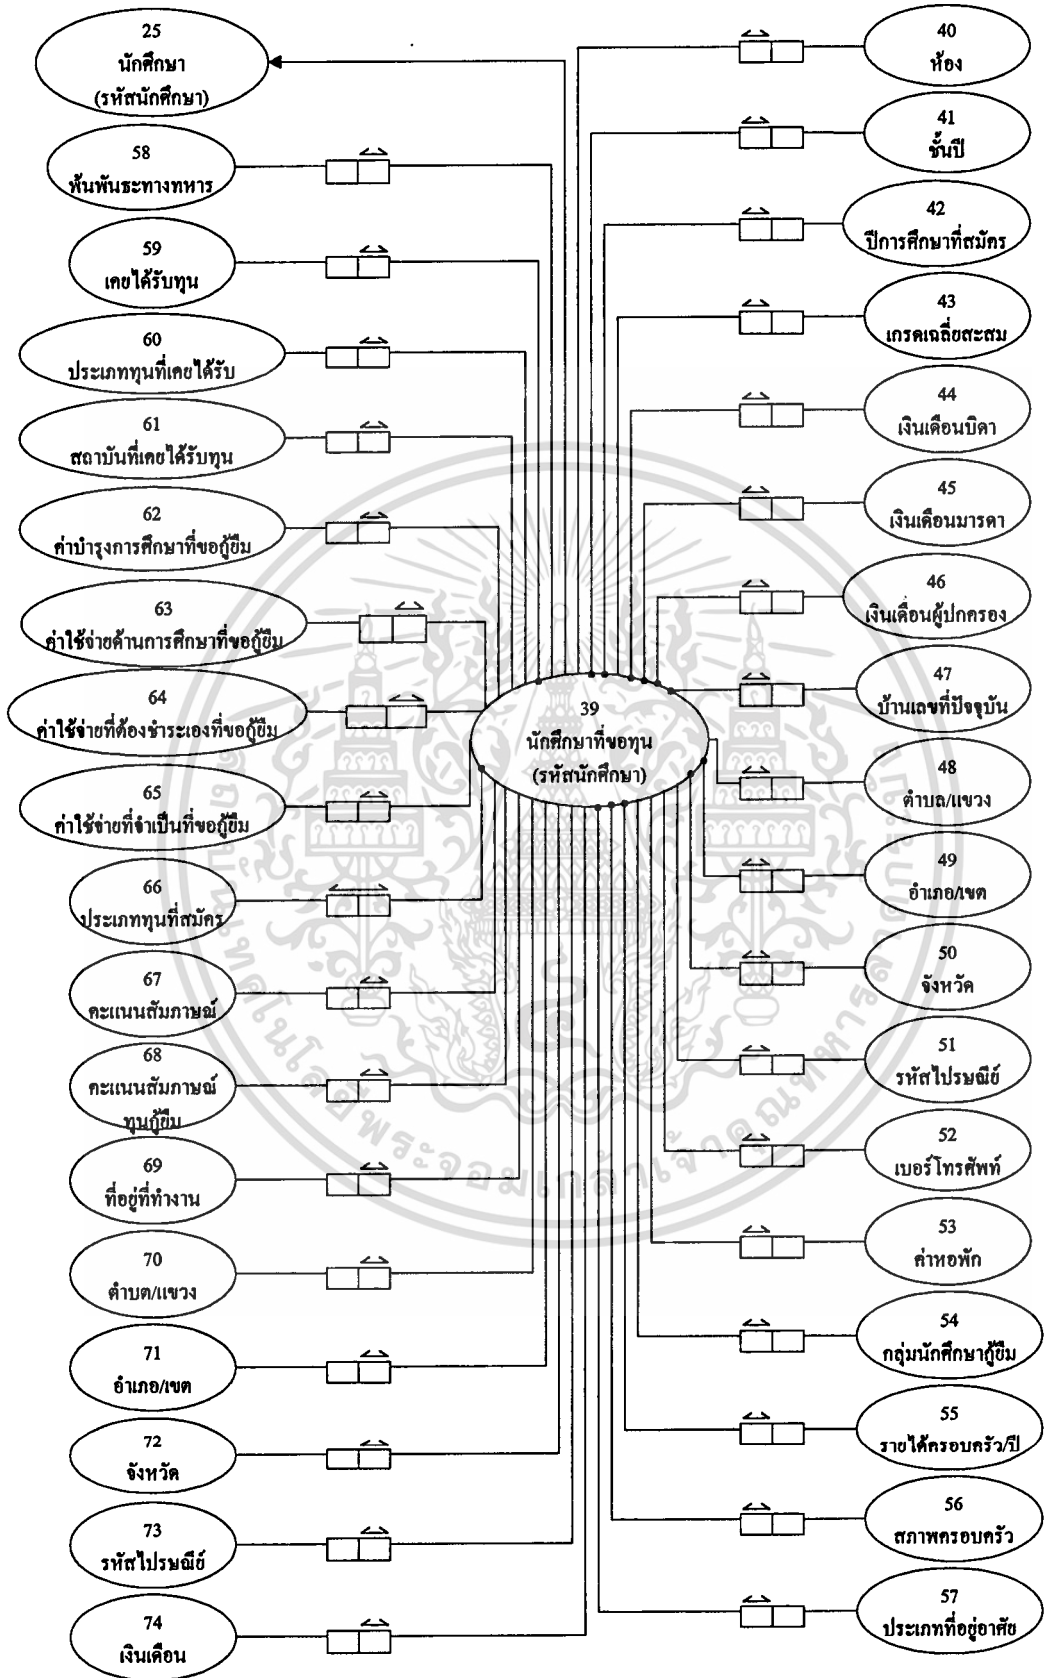 25
นักศึกษา
(รหัสนักศึกษา)
58
พ้นพันธะทางทหาร
59
เคยได้รับทุน
60
ประเภททุนที่เคยได้รับ
61
สถาบันที่เคยได้รับทุน
62
ค่าบำรุงการศึกษาที่ขอกู้ยืม
63
ค่าใช้จ่ายด้านการศึกษาที่ขอกู้ยืม
64
ค่าใช้จ่ายที่ต้องชำระเองที่ขอกู้ยืม
65
ค่าใช้จ่ายที่จำเป็นที่ขอกู้ยืม
66
ประเภททุนที่สมัคร
67
คะแนนสัมภาษณ์
68
คะแนนสัมภาษณ์
ทุนกู้ยืม
69
ที่อยู่ที่ทำงาน
70
ตำบต/แขวง
71
อำเภอ/เขต
72
จังหวัด
73
รหัสไปรษณีย์
74
เงินเดือน
39
นักศึกษาที่ขอทุน
(รหัสนักศึกษา)
40
ห้อง
41
ชั้นปี
42
ปีการศึกษาที่สมัคร
43
เกรดเฉลี่ยสะสม
44
เงินเดือนบิดา
45
เงินเดือนมารดา
46
เงินเดือนผู้ปกครอง
47
บ้านเลขที่ปัจจุบัน
48
ตำบล/แขวง
49
อำเภอ/เขต
50
จังหวัด
51
รหัสไปรษณีย์
52
เบอร์โทรศัพท์
53
ค่าหอพัก
54
กลุ่มนักศึกษากู้ยืม
55
รายได้ครอบครัว/ปี
56
สภาพครอบครัว
57
ประเภทที่อยู่อาศัย